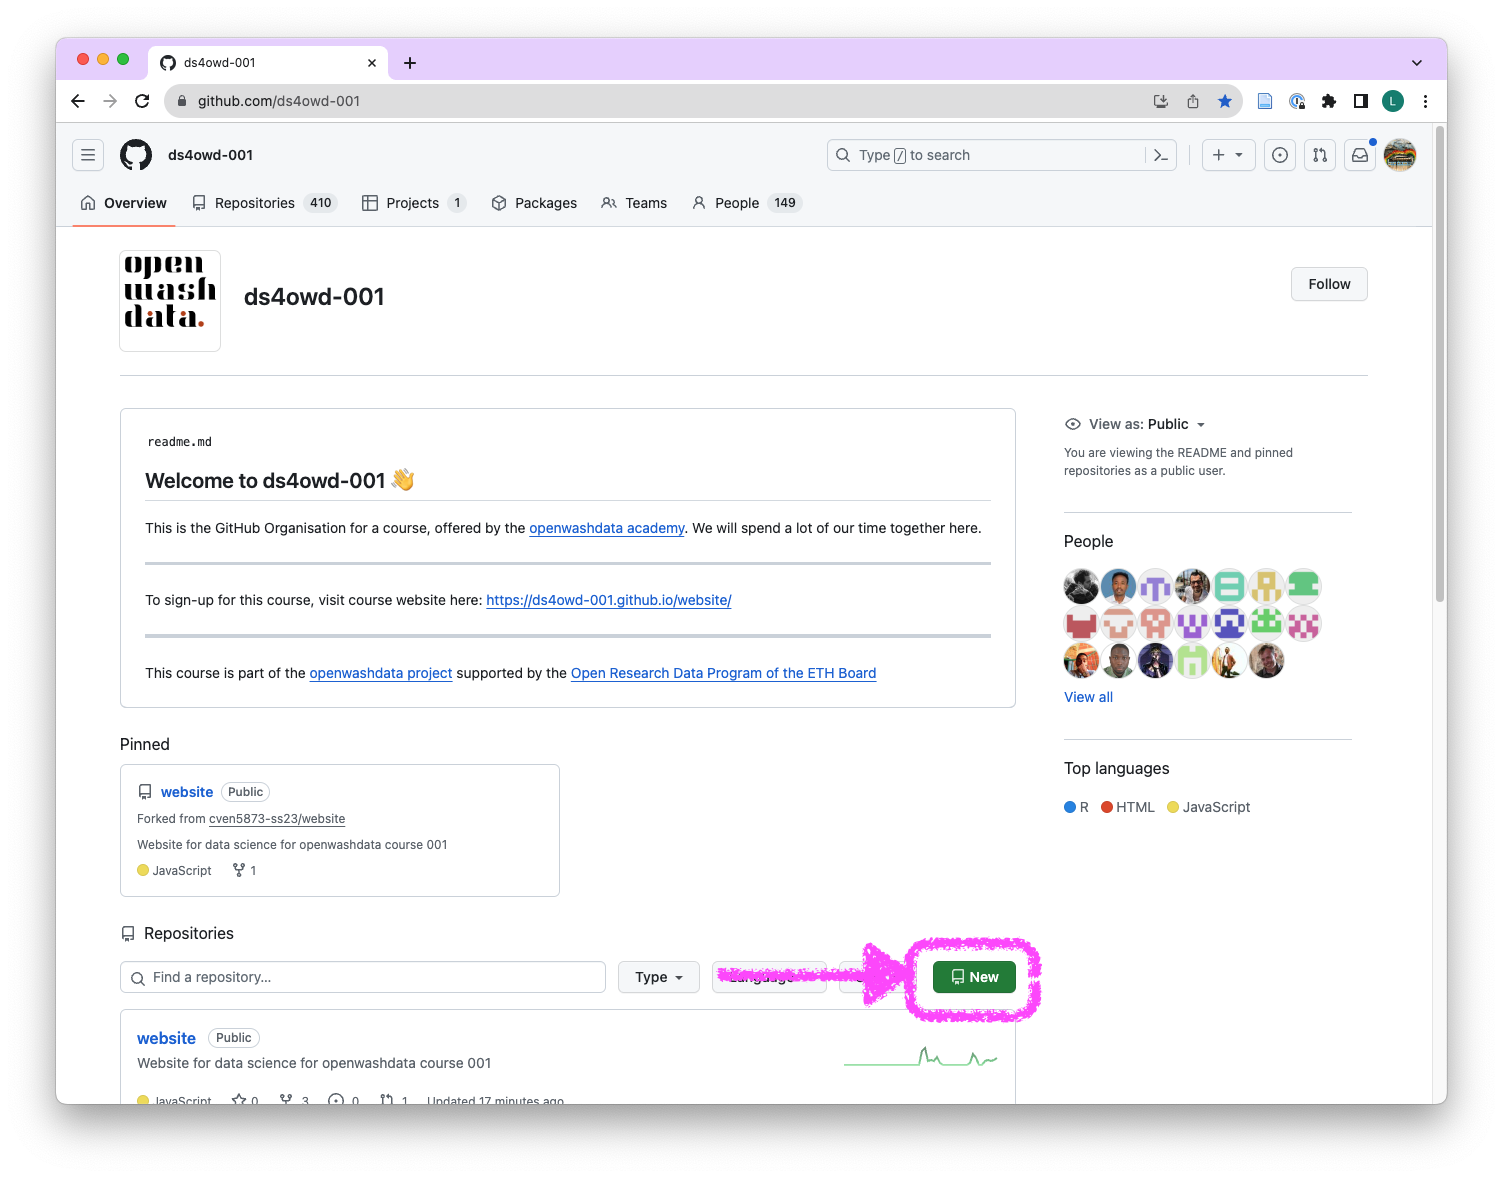 ds4owd-001
github.com/ds4owd-001
L
ds4owd-001
Type / to search
Overview
Repositories 410
Projects 1
Packages
Teams
People 149
open
wash
data.
ds4owd-001
Follow
readme.md
Welcome to ds4owd-001 👋
This is the GitHub Organisation for a course, offered by the openwashdata academy. We will spend a lot of our time together here.
To sign-up for this course, visit course website here: https://ds4owd-001.github.io/website/
This course is part of the openwashdata project supported by the Open Research Data Program of the ETH Board
View as: Public
You are viewing the README and pinned
repositories as a public user.
People
View all
Top languages
R HTML JavaScript
Pinned
website Public
Forked from cven5873-ss23/website
Website for data science for openwashdata course 001
JavaScript 1
Repositories
Find a repository...
Type
Language
New
website Public
Website for data science for openwashdata course 001
JavaScript 0 3 0 1 Updated 17 minutes ago